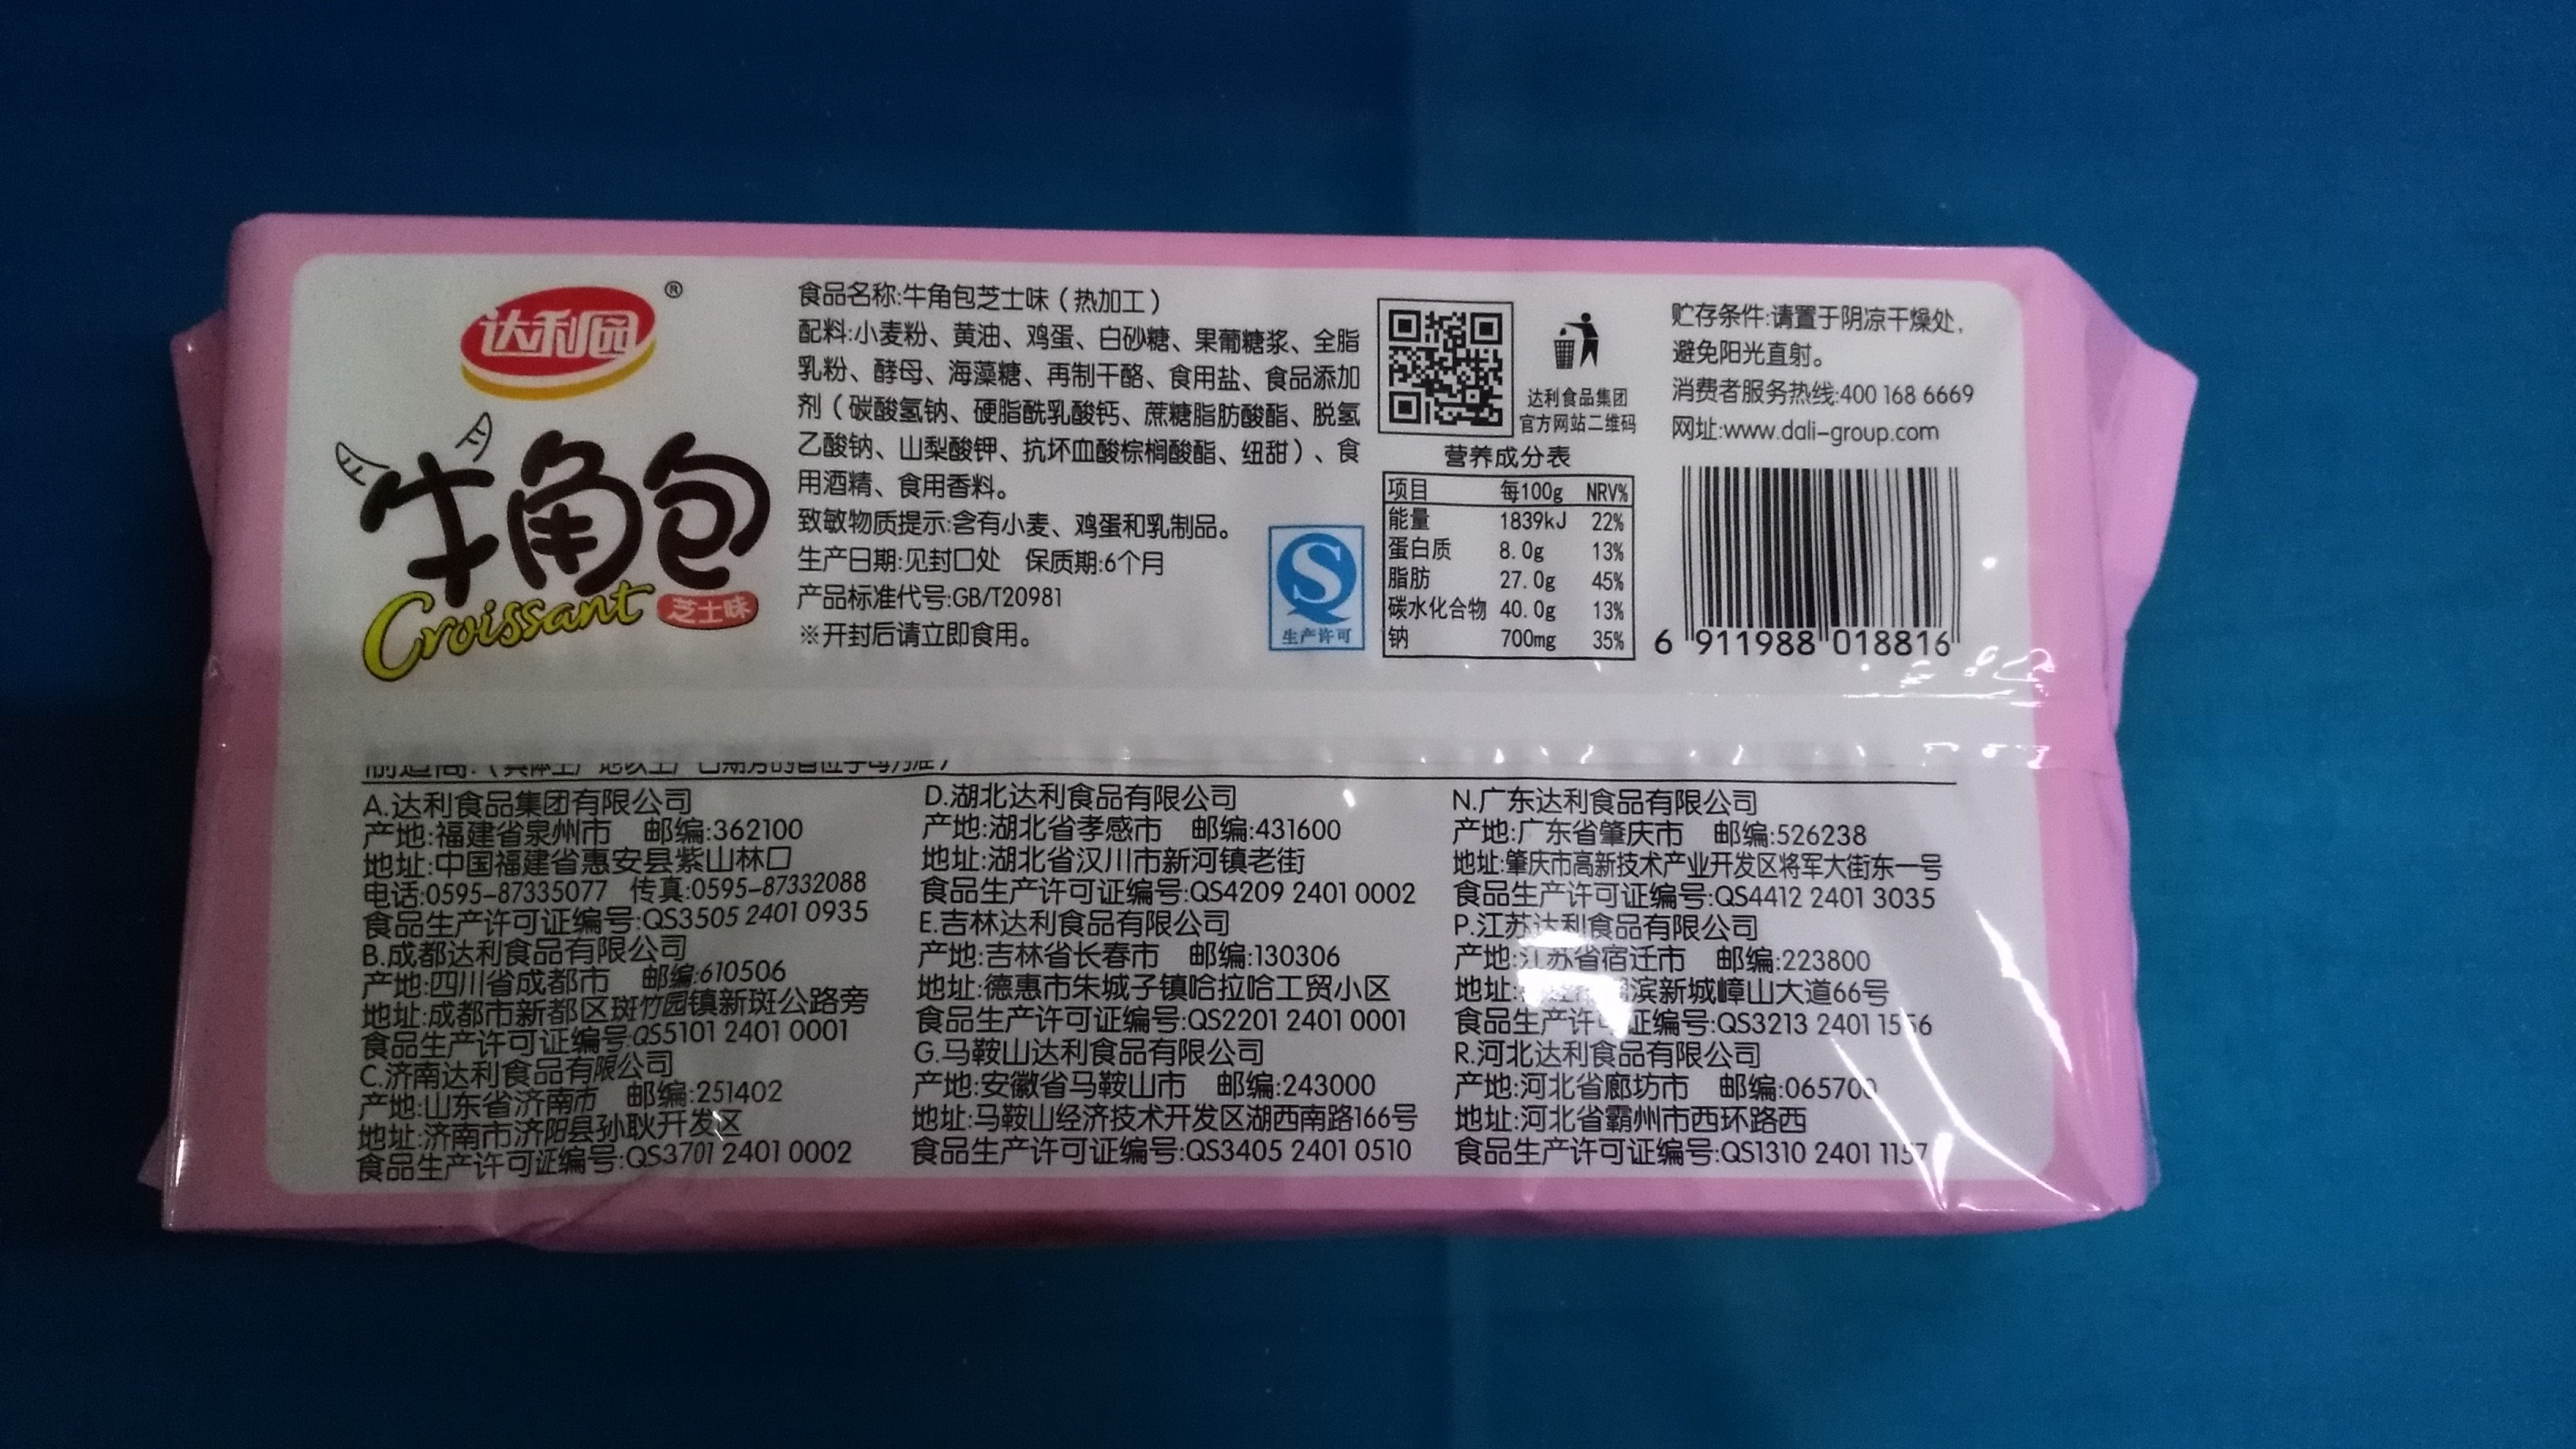 达利园®
牛角包
Croissant
芝士味
食品名称:牛角包芝士味（热加工）
配料:小麦粉、黄油、鸡蛋、白砂糖、果葡糖浆、全脂
乳粉、酵母、海藻糖、再制干酪、食用盐、食品添加
剂（碳酸氢钠、硬脂酰乳酸钙、蔗糖脂肪酸酯、脱氢
乙酸钠、山梨酸钾、抗坏血酸棕榈酸酯、纽甜）、食
用酒精、食用香料。
致敏物质提示:含有小麦、鸡蛋和乳制品。
生产日期:见封口处 保质期:6个月
产品标准代号:GB/T20981
※开封后请立即食用。
生产许可
达利食品集团
官方网站二维码
营养成分表
项目 每100g NRV%
能量 1839kJ 22%
蛋白质 8.0g 13%
脂肪 27.0g 45%
碳水化合物 40.0g 13%
钠 700mg 35%
贮存条件:请置于阴凉干燥处,
避免阳光直射。
消费者服务热线:400 168 6669
网址:www.dali-group.com
6 911988 018816
制造商:（具体生产地以生产日期旁的首位字母为准）
A.达利食品集团有限公司
产地:福建省泉州市 邮编:362100
地址:中国福建省惠安县紫山林口
电话:0595-87335077 传真:0595-87332088
食品生产许可证编号:QS3505 2401 0935
B.成都达利食品有限公司
产地:四川省成都市 邮编:610506
地址:成都市新都区斑竹园镇新斑公路旁
食品生产许可证编号:QS5101 2401 0001
C.济南达利食品有限公司
产地:山东省济南市 邮编:251402
地址:济南市济阳县孙耿开发区
食品生产许可证编号:QS3701 2401 0002
D.湖北达利食品有限公司
产地:湖北省孝感市 邮编:431600
地址:湖北省汉川市新河镇老街
食品生产许可证编号:QS4209 2401 0002
E.吉林达利食品有限公司
产地:吉林省长春市 邮编:130306
地址:德惠市朱城子镇哈拉哈工贸小区
食品生产许可证编号:QS2201 2401 0001
G.马鞍山达利食品有限公司
产地:安徽省马鞍山市 邮编:243000
地址:马鞍山经济技术开发区湖西南路166号
食品生产许可证编号:QS3405 2401 0510
N.广东达利食品有限公司
产地:广东省肇庆市 邮编:526238
地址:肇庆市高新技术产业开发区将军大街东一号
食品生产许可证编号:QS4412 2401 3035
P.江苏达利食品有限公司
产地:江苏省宿迁市 邮编:223800
地址:滨新城嶂山大道66号
食品生产许可证编号:QS3213 2401 1556
R.河北达利食品有限公司
产地:河北省廊坊市 邮编:065700
地址:河北省霸州市西环路西
食品生产许可证编号:QS1310 2401 1157